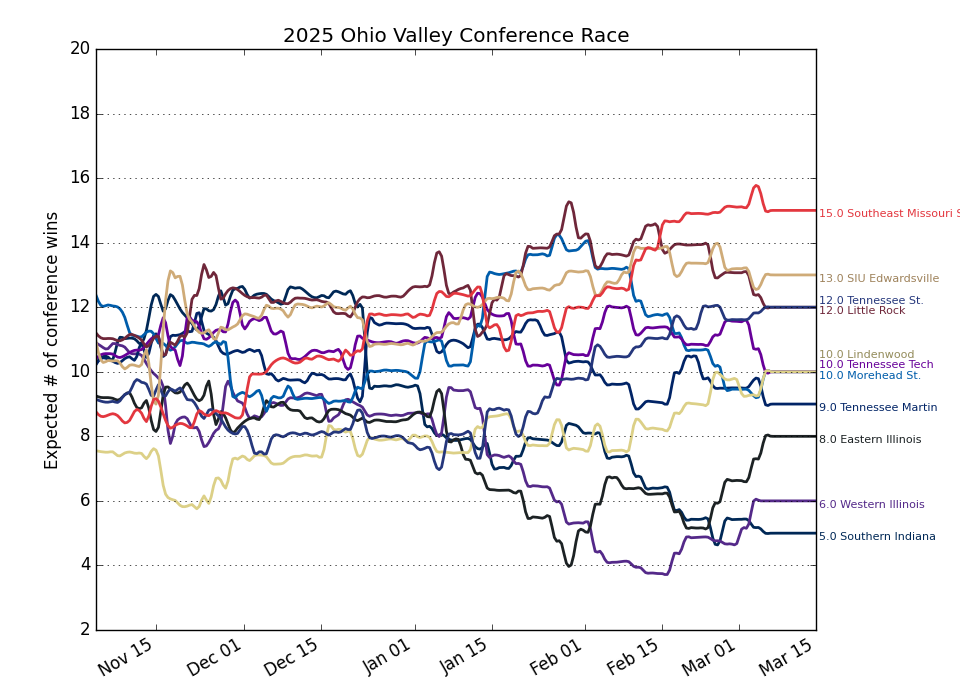 2025 Ohio Valley Conference Race
Expected # of conference wins
20
18
16
14
12
10
8
6
4
2
15.0 Southeast Missouri S
13.0 SIU Edwardsville
12.0 Tennessee St.
12.0 Little Rock
10.0 Lindenwood
10.0 Tennessee Tech
10.0 Morehead St.
9.0 Tennessee Martin
8.0 Eastern Illinois
6.0 Western Illinois
5.0 Southern Indiana
Nov 15
Dec 01
Dec 15
Jan 01
Jan 15
Feb 01
Feb 15
Mar 01
Mar 15